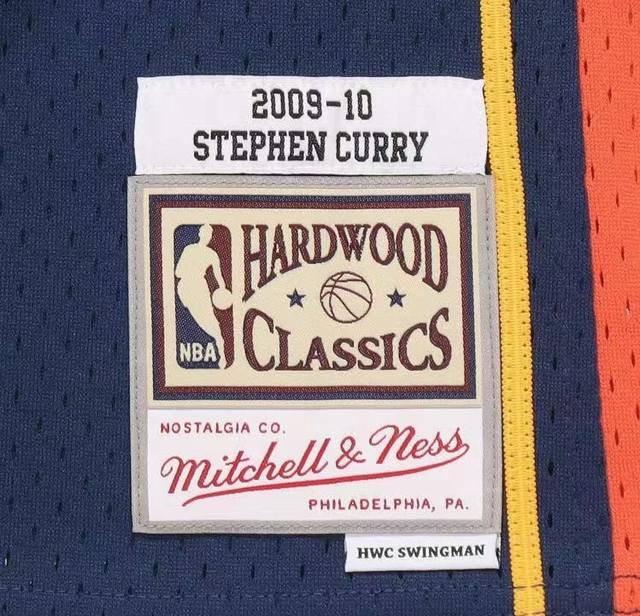 2009-10
STEPHEN CURRY
HARDWOOD
CLASSICS
NBA
NOSTALGIA CO.
Mitchell & Ness
PHILADELPHIA, PA.
HWC SWINGMAN